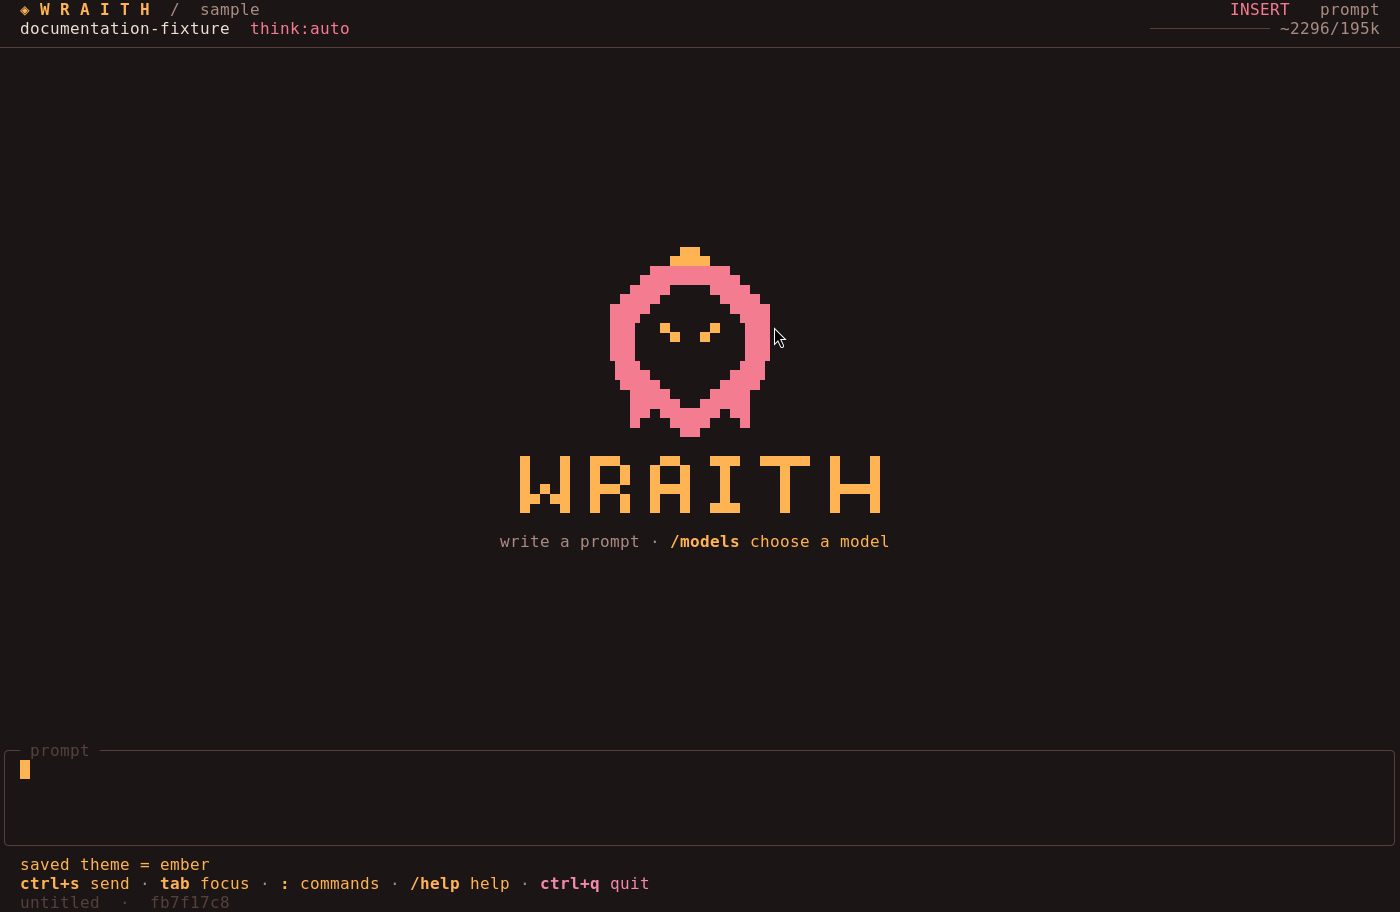 ◈ W R A I T H / sample INSERT prompt
documentation-fixture think:auto ~2296/195k
WRAITH
write a prompt · /models choose a model
prompt
saved theme = ember
ctrl+s send · tab focus · : commands · /help help · ctrl+q quit
untitled · fb7f17c8